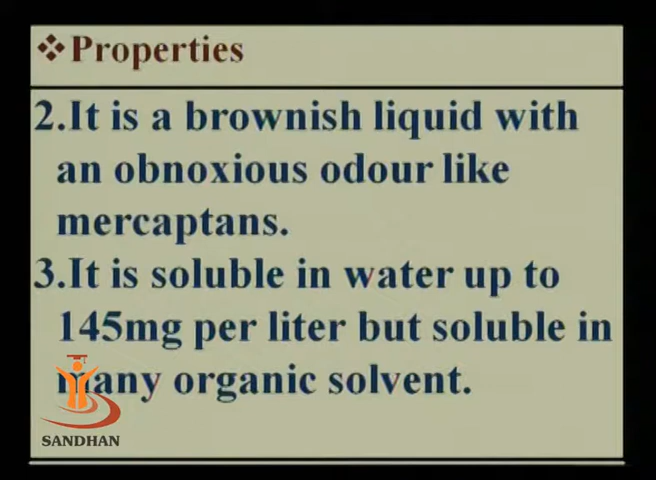 ❖Properties
2.It is a brownish liquid with
an obnoxious odour like
mercaptans.
3.It is soluble in water up to
145mg per liter but soluble in
many organic solvent.
SANDHAN